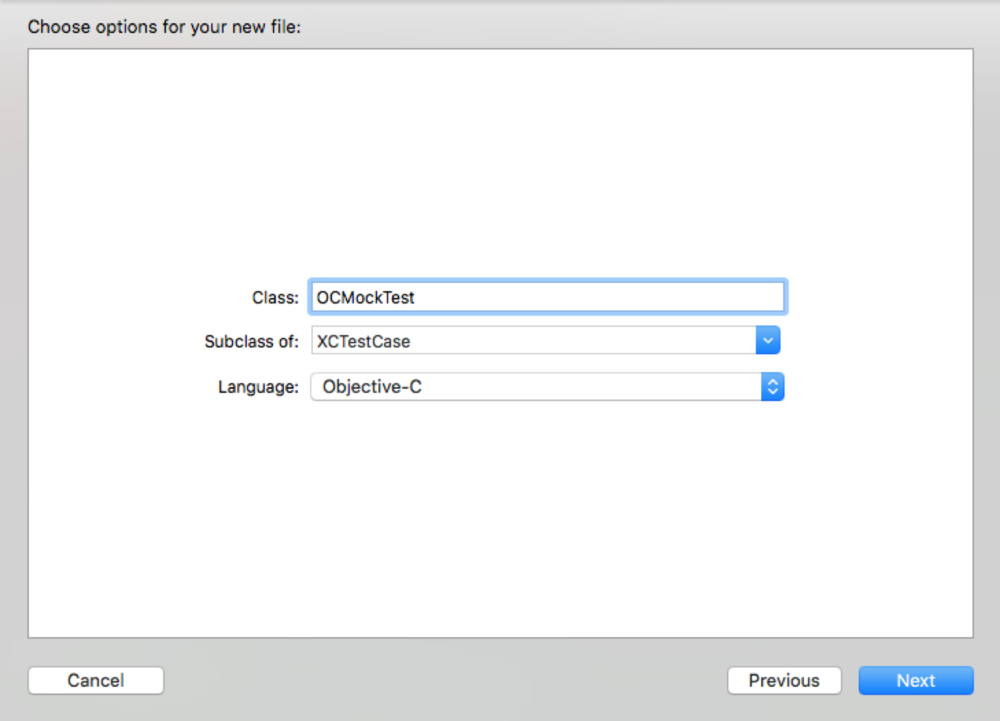 Choose options for your new file:
Class: OCMockTest
Subclass of: XCTestCase
Language: Objective-C
Cancel Previous Next